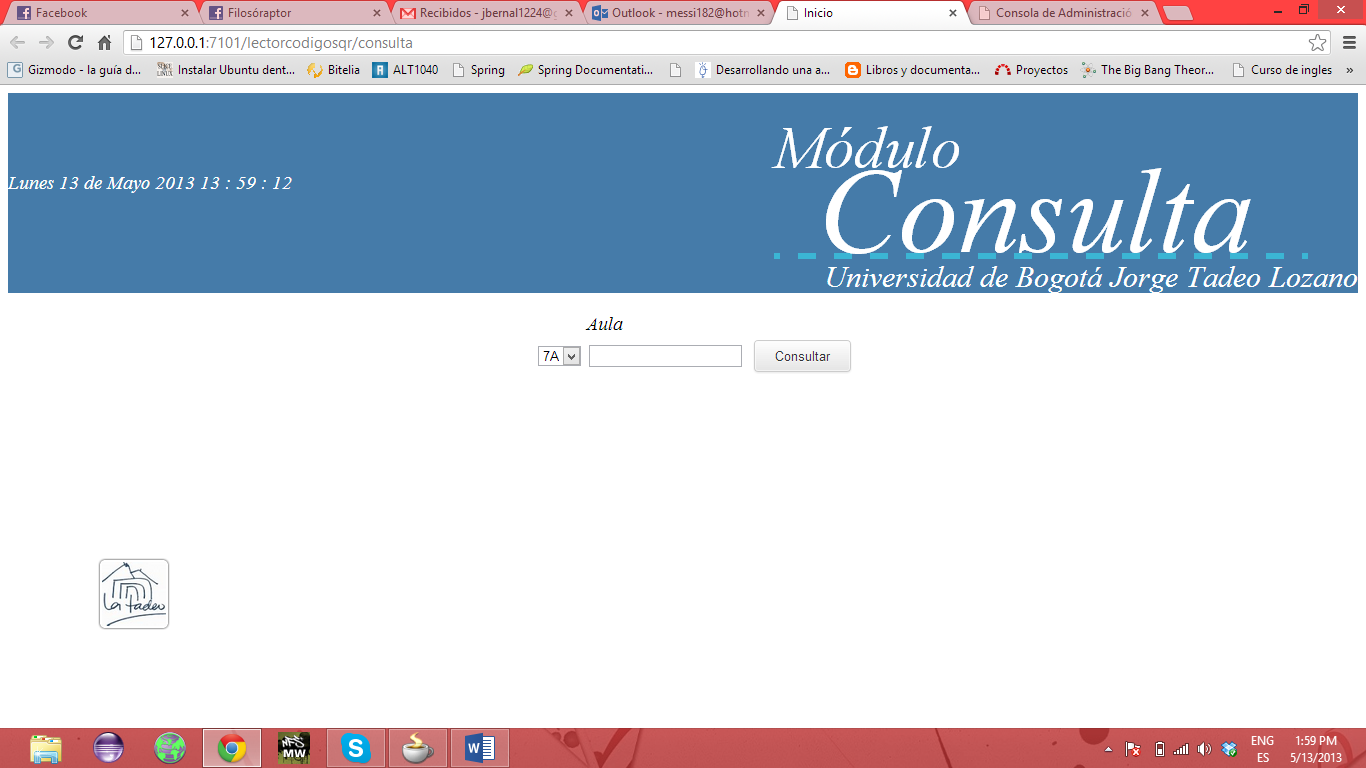 Facebook
Filosóraptor
Recibidos - jbernal1224@g
Outlook - messi182@hotn
Inicio
Consola de Administració
127.0.0.1:7101/lectorcodigosqr/consulta
Gizmodo - la guía d...
Instalar Ubuntu dent...
Bitelia
ALT1040
Spring
Spring Documentati...
Desarrollando una a...
Libros y documenta...
Proyectos
The Big Bang Theor...
Curso de ingles
»
Lunes 13 de Mayo 2013 13 : 59 : 12
Módulo
Consulta
Universidad de Bogotá Jorge Tadeo Lozano
Aula
7A
Consultar
La Tadeo
NFS
MW
ENG
ES
1:59 PM
5/13/2013